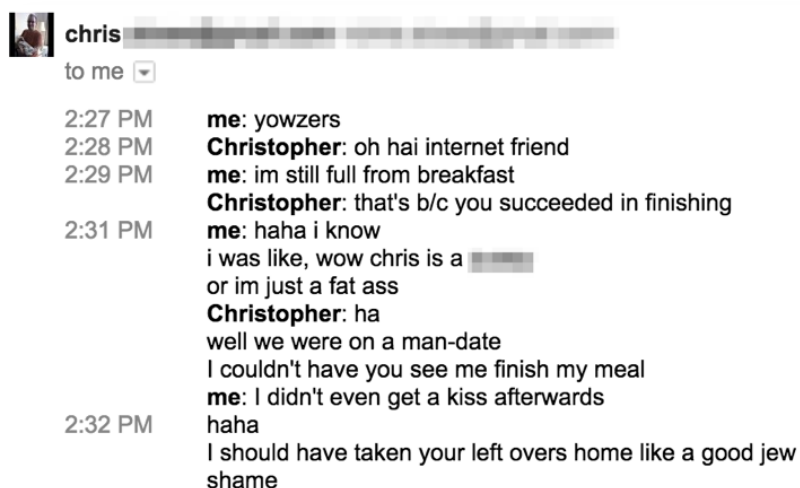 chris
to me
2:27 PM me: yowzers
2:28 PM Christopher: oh hai internet friend
2:29 PM me: im still full from breakfast
Christopher: that's b/c you succeeded in finishing
2:31 PM me: haha i know
i was like, wow chris is a
or im just a fat ass
Christopher: ha
well we were on a man-date
I couldn't have you see me finish my meal
me: I didn't even get a kiss afterwards
2:32 PM haha
I should have taken your left overs home like a good jew
shame